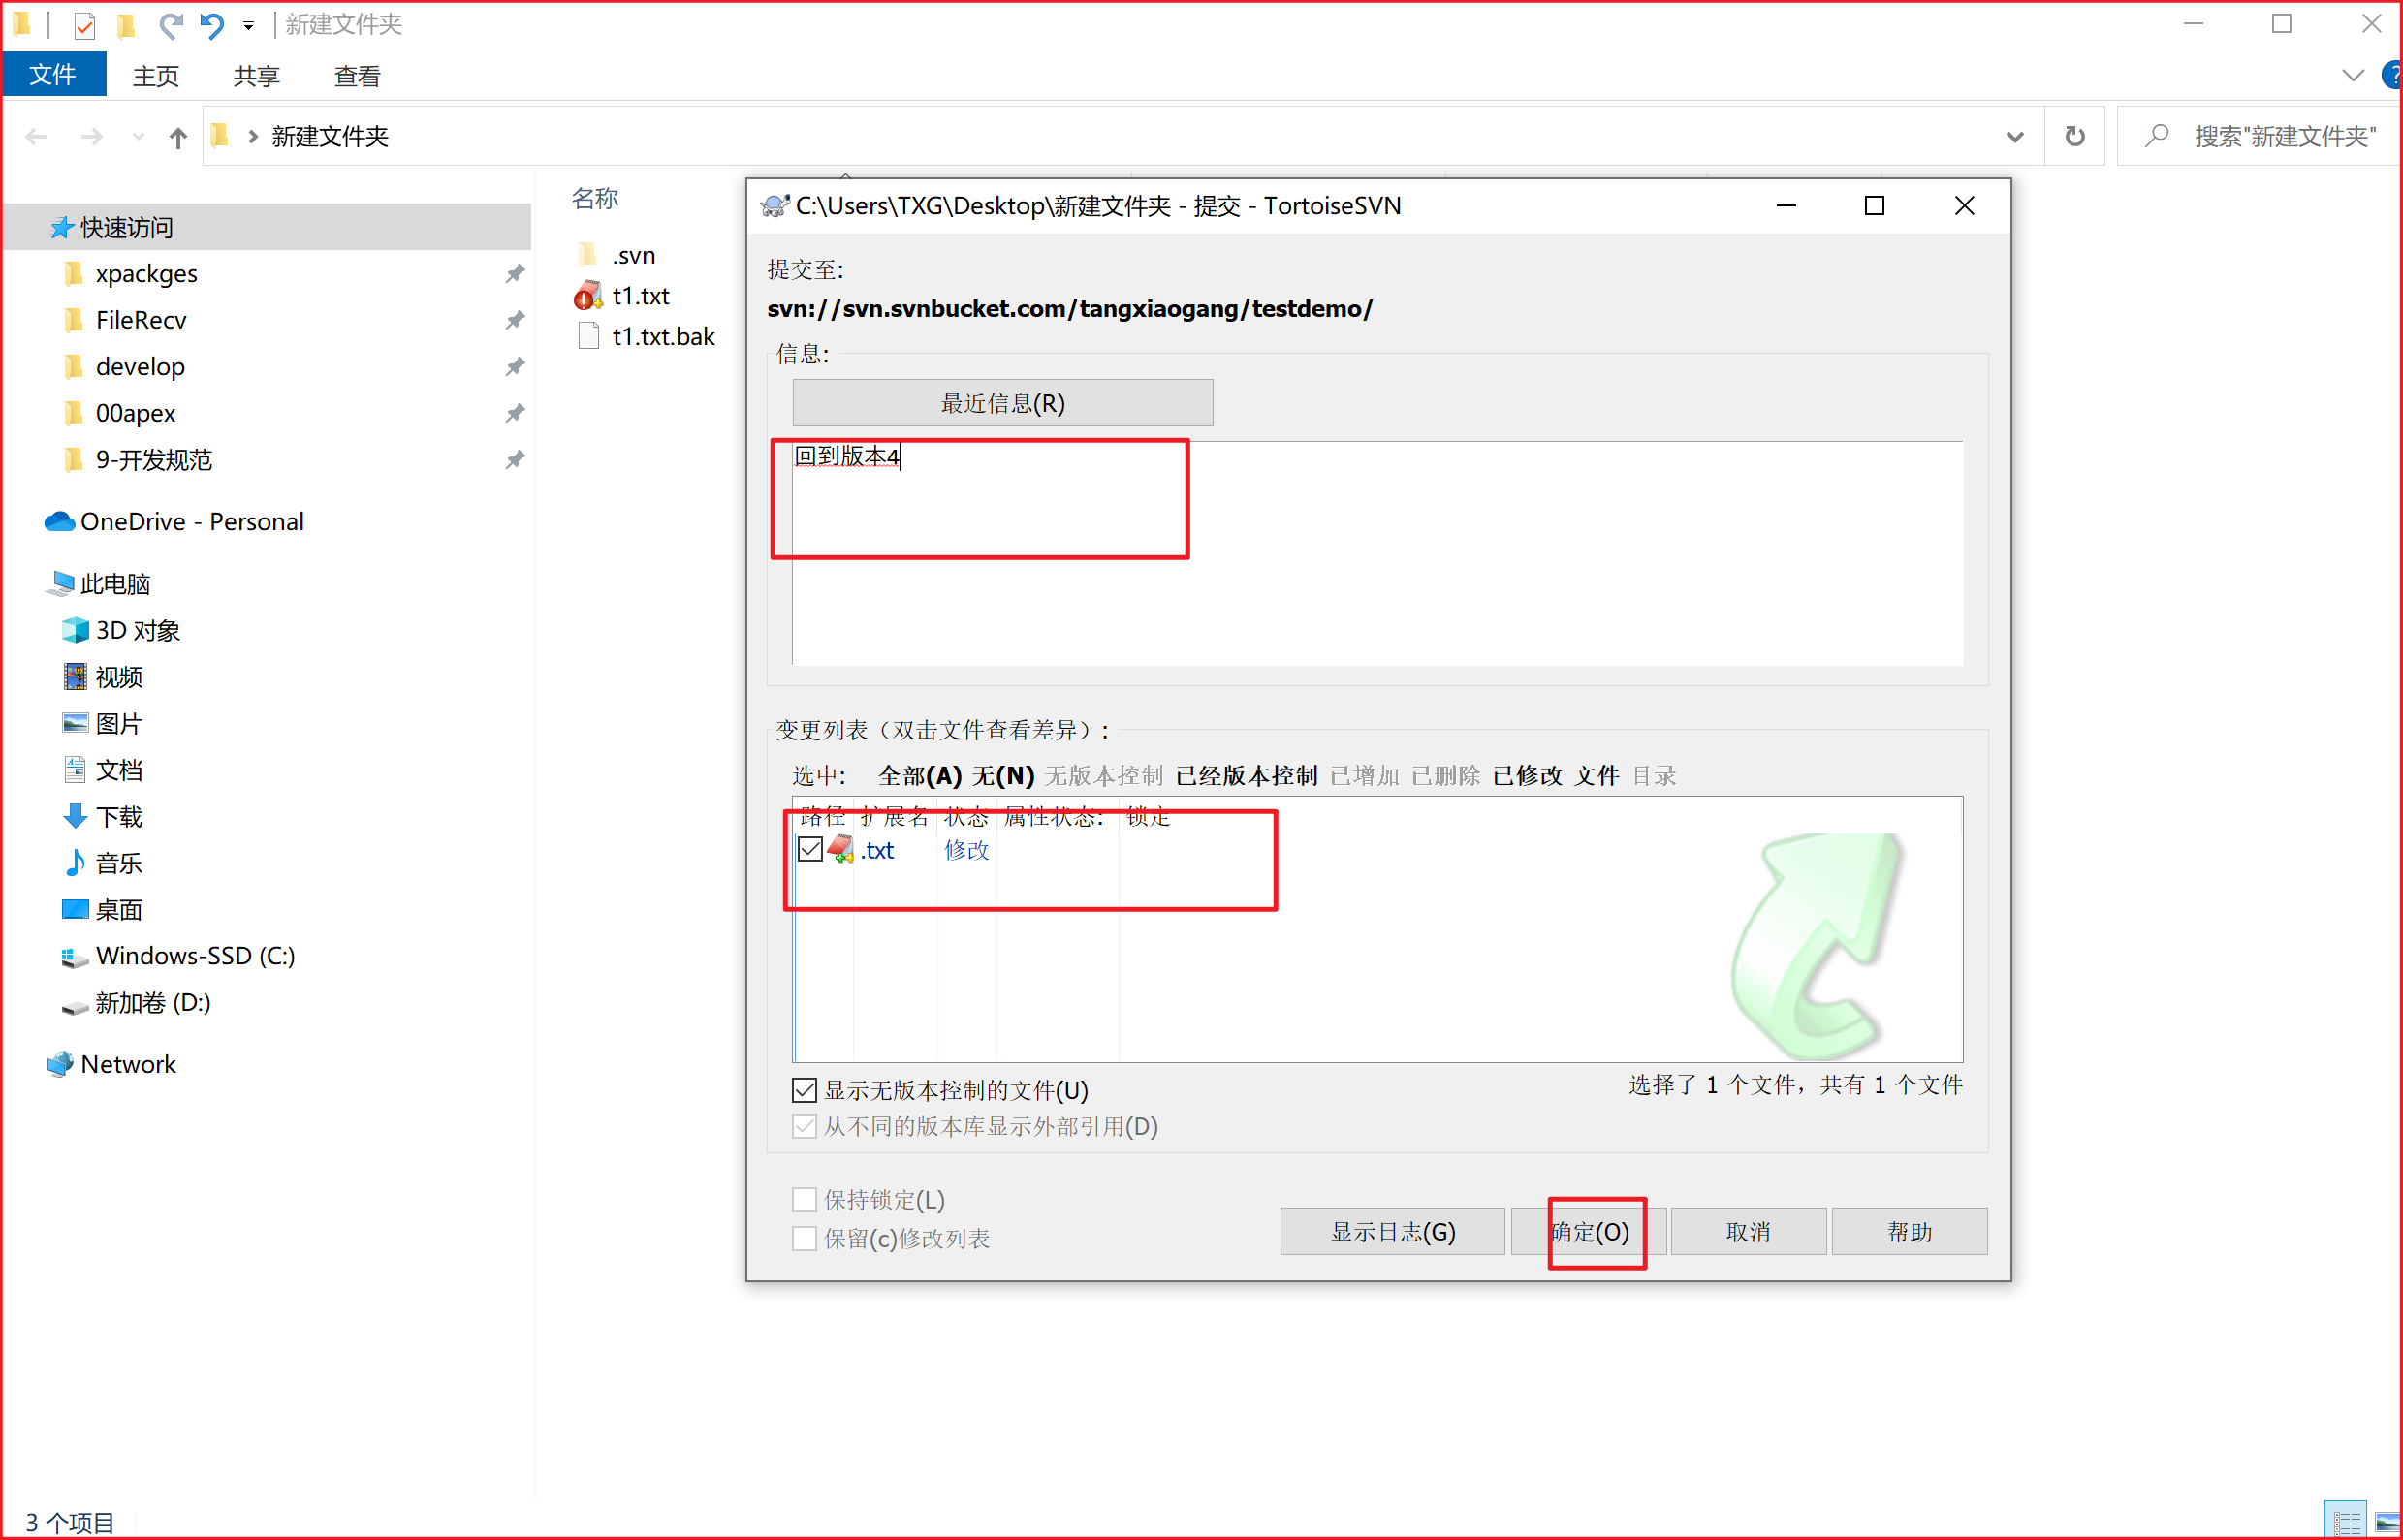 新建文件夹
文件 主页 共享 查看
新建文件夹 搜索"新建文件夹"
快速访问
xpackges
FileRecv
develop
00apex
9-开发规范
OneDrive - Personal
此电脑
3D 对象
视频
图片
文档
下载
音乐
桌面
Windows-SSD (C:)
新加卷 (D:)
Network
3 个项目
名称
.svn
t1.txt
t1.txt.bak
C:\Users\TXG\Desktop\新建文件夹 - 提交 - TortoiseSVN
提交至:
svn://svn.svnbucket.com/tangxiaogang/testdemo/
信息:
最近信息(R)
回到版本4
变更列表（双击文件查看差异）:
选中: 全部(A) 无(N) 无版本控制 已经版本控制 已增加 已删除 已修改 文件 目录
路径 扩展名 状态 属性状态: 锁定
.txt 修改
显示无版本控制的文件(U) 选择了 1 个文件，共有 1 个文件
从不同的版本库显示外部引用(D)
保持锁定(L)
保留(c)修改列表
显示日志(G) 确定(O) 取消 帮助